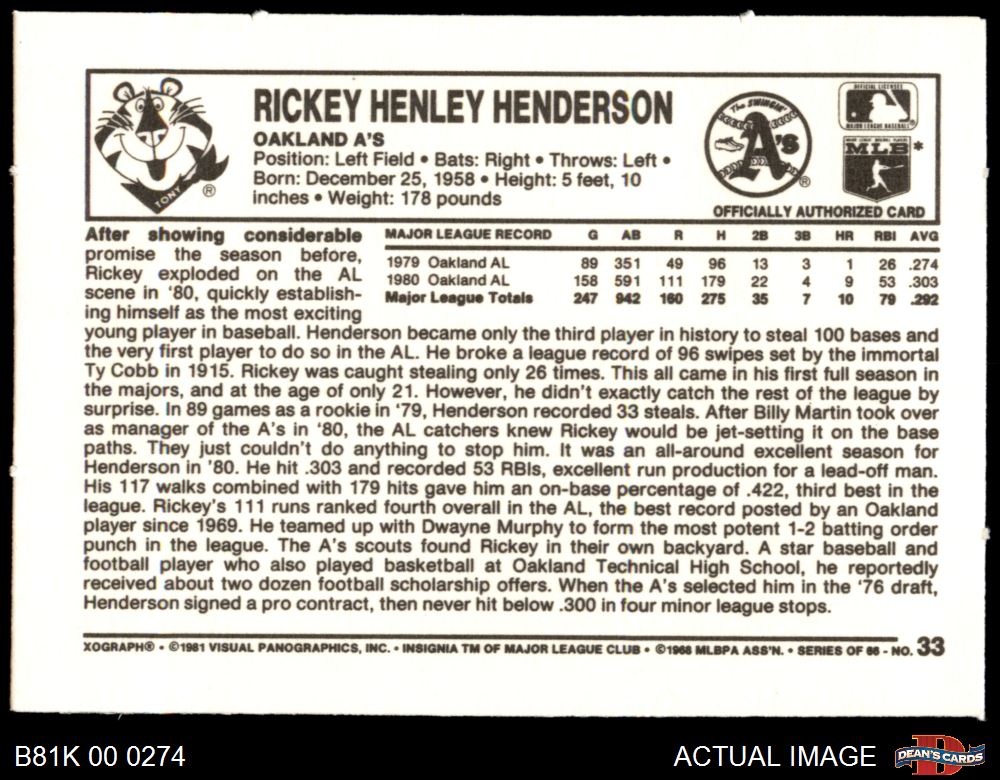 RICKEY HENLEY HENDERSON
OAKLAND A'S
Position: Left Field • Bats: Right • Throws: Left •
Born: December 25, 1958 • Height: 5 feet, 10
inches • Weight: 178 pounds
TONY ®
The SWINGIN'
A's ®
OFFICIAL LICENSEE
MAJOR LEAGUE BASEBALL®
MAJOR LEAGUE BASEBALL PLAYERS
MLB *
OFFICIALLY AUTHORIZED CARD
MAJOR LEAGUE RECORD G AB R H 2B 3B HR RBI AVG
1979 Oakland AL 89 351 49 96 13 3 1 26 .274
1980 Oakland AL 158 591 111 179 22 4 9 53 .303
Major League Totals 247 942 160 275 35 7 10 79 .292
After showing considerable
promise the season before,
Rickey exploded on the AL
scene in '80, quickly establish-
ing himself as the most exciting
young player in baseball. Henderson became only the third player in history to steal 100 bases and
the very first player to do so in the AL. He broke a league record of 96 swipes set by the immortal
Ty Cobb in 1915. Rickey was caught stealing only 26 times. This all came in his first full season in
the majors, and at the age of only 21. However, he didn't exactly catch the rest of the league by
surprise. In 89 games as a rookie in '79, Henderson recorded 33 steals. After Billy Martin took over
as manager of the A's in '80, the AL catchers knew Rickey would be jet-setting it on the base
paths. They just couldn't do anything to stop him. It was an all-around excellent season for
Henderson in '80. He hit .303 and recorded 53 RBIs, excellent run production for a lead-off man.
His 117 walks combined with 179 hits gave him an on-base percentage of .422, third best in the
league. Rickey's 111 runs ranked fourth overall in the AL, the best record posted by an Oakland
player since 1969. He teamed up with Dwayne Murphy to form the most potent 1-2 batting order
punch in the league. The A's scouts found Rickey in their own backyard. A star baseball and
football player who also played basketball at Oakland Technical High School, he reportedly
received about two dozen football scholarship offers. When the A's selected him in the '76 draft,
Henderson signed a pro contract, then never hit below .300 in four minor league stops.
XOGRAPH® • ©1981 VISUAL PANOGRAPHICS, INC. • INSIGNIA TM OF MAJOR LEAGUE CLUB • ©1968 MLBPA ASS'N. • SERIES OF 66 - NO. 33
B81K 00 0274
ACTUAL IMAGE
DEAN'S CARDS